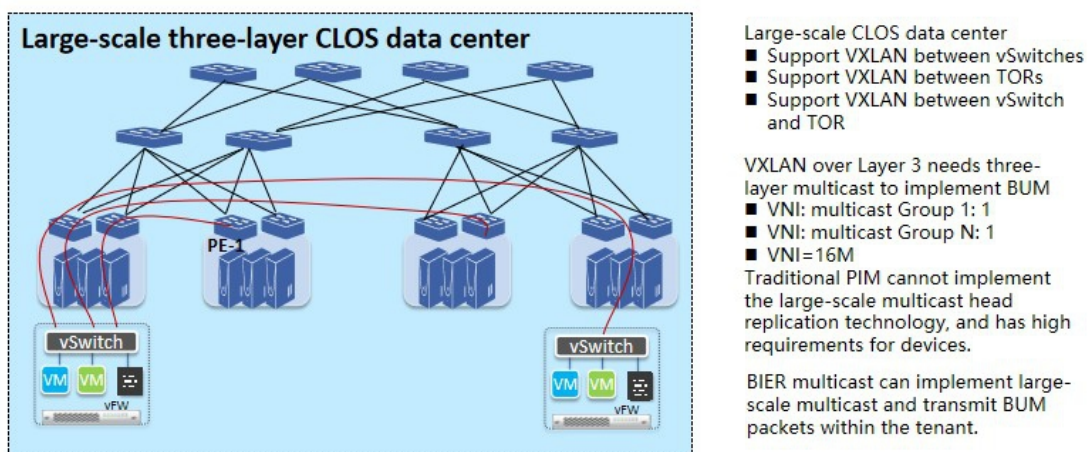 Large-scale three-layer CLOS data center
PE-1
vSwitch
VM
VM
vFW
vSwitch
VM
VM
vFW
Large-scale CLOS data center
■ Support VXLAN between vSwitches
■ Support VXLAN between TORs
■ Support VXLAN between vSwitch
and TOR
VXLAN over Layer 3 needs three-
layer multicast to implement BUM
■ VNI: multicast Group 1: 1
■ VNI: multicast Group N: 1
■ VNI=16M
Traditional PIM cannot implement
the large-scale multicast head
replication technology, and has high
requirements for devices.
BIER multicast can implement large-
scale multicast and transmit BUM
packets within the tenant.